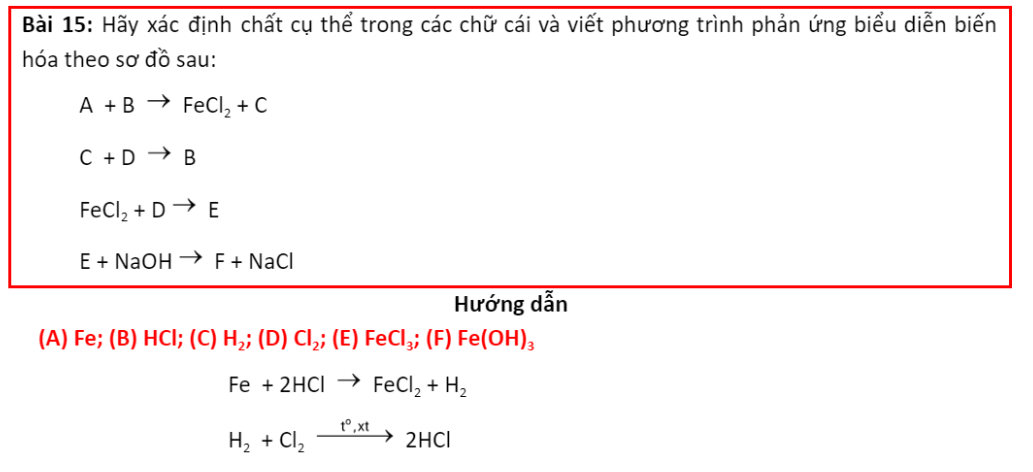 Bài 15: Hãy xác định chất cụ thể trong các chữ cái và viết phương trình phản ứng biểu diễn biến
hóa theo sơ đồ sau:
A + B → FeCl₂ + C
C + D → B
FeCl₂ + D → E
E + NaOH → F + NaCl
Hướng dẫn
(A) Fe; (B) HCl; (C) H₂; (D) Cl₂; (E) FeCl₃; (F) Fe(OH)₃
Fe + 2HCl → FeCl₂ + H₂
H₂ + Cl₂ –t°,xt→ 2HCl